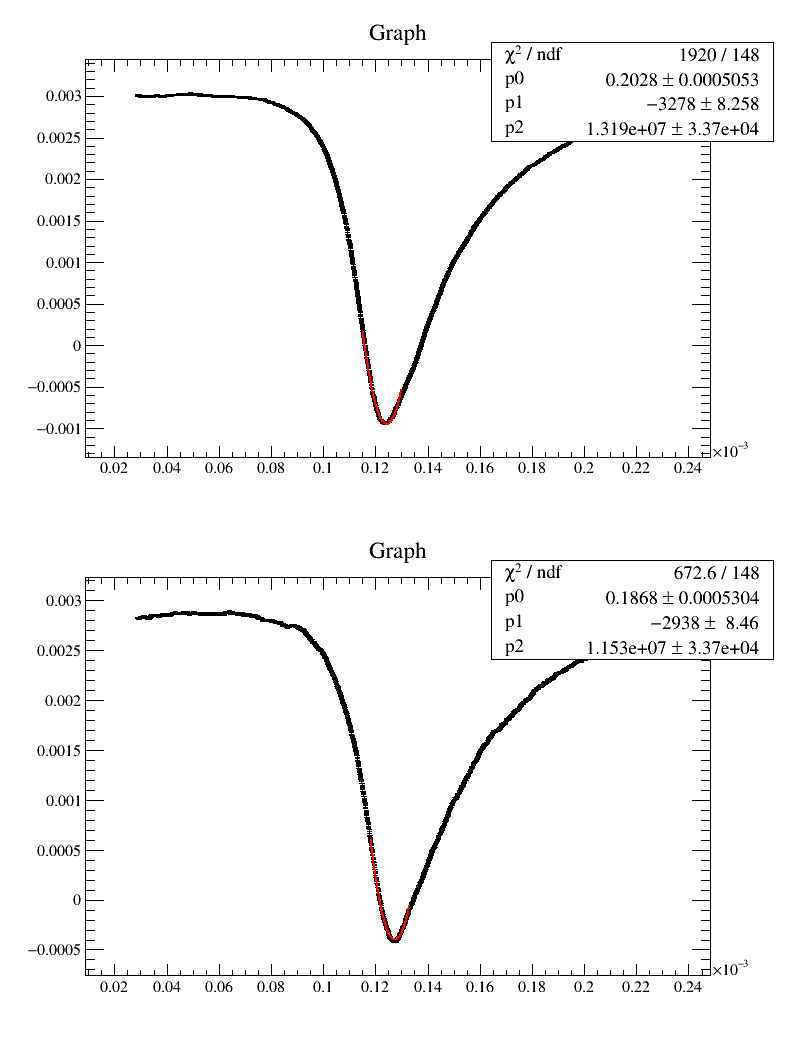 Graph
χ² / ndf 1920 / 148
p0 0.2028 ± 0.0005053
p1 −3278 ± 8.258
p2 1.319e+07 ± 3.37e+04
0.003
0.0025
0.002
0.0015
0.001
0.0005
0
−0.0005
−0.001
×10⁻³
0.02 0.04 0.06 0.08 0.1 0.12 0.14 0.16 0.18 0.2 0.22 0.24
Graph
χ² / ndf 672.6 / 148
p0 0.1868 ± 0.0005304
p1 −2938 ± 8.46
p2 1.153e+07 ± 3.37e+04
0.003
0.0025
0.002
0.0015
0.001
0.0005
0
−0.0005
×10⁻³
0.02 0.04 0.06 0.08 0.1 0.12 0.14 0.16 0.18 0.2 0.22 0.24